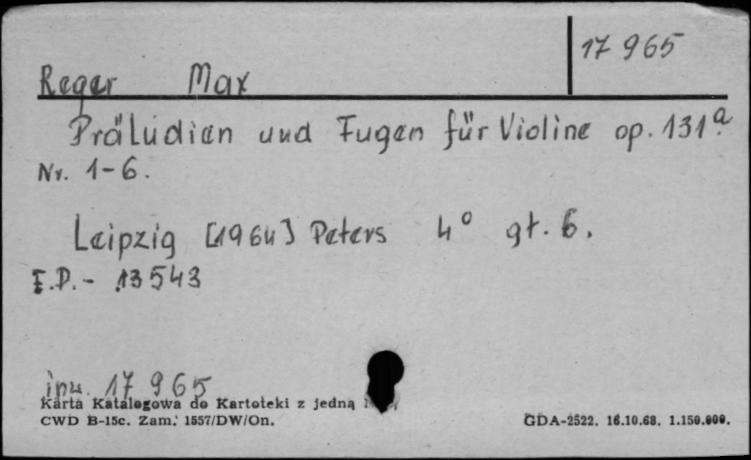 17 965
Reger Max
Präludien und Fugen für Violine op. 131a.
Nr. 1-6.
Leipzig [1964] Peters 4° gł. 6.
E.P. - 13543
inw. 17 965
Karta Katalogowa do Kartoteki z jedną
CWD B-15c. Zam. 1557/DW/On.
GDA-2522. 16.10.68. 1.150.000.